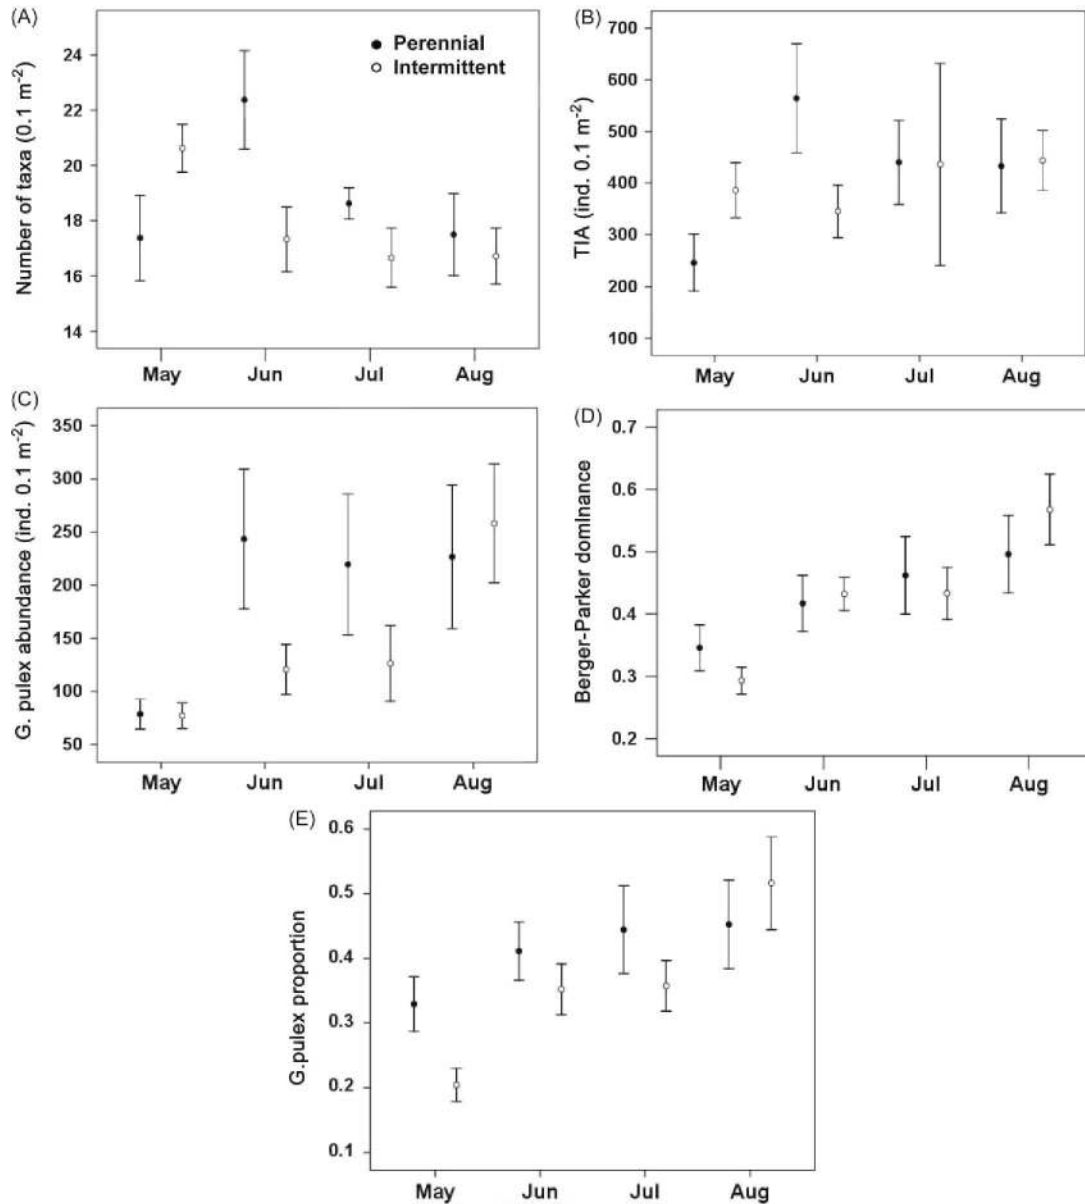 (A)
Number of taxa (0.1 m⁻²)
24
22
20
18
16
14
Perennial
Intermittent
May Jun Jul Aug
(B)
TIA (ind. 0.1 m⁻²)
700
600
500
400
300
200
100
May Jun Jul Aug
(C)
G. pulex abundance (ind. 0.1 m⁻²)
350
300
250
200
150
100
50
May Jun Jul Aug
(D)
Berger-Parker dominance
0.7
0.6
0.5
0.4
0.3
0.2
May Jun Jul Aug
(E)
G.pulex proportion
0.6
0.5
0.4
0.3
0.2
0.1
May Jun Jul Aug